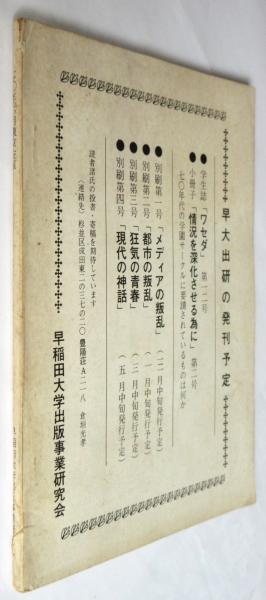 早大出研の発刊予定
●学生誌「ワセダ」第一二号
●小冊子「情況を深化させる為に」第二号
七〇年代の学園サークルに要請されているものは何か
●別刷第一号「メディアの叛乱」（一二月中旬発行予定）
●別刷第二号「都市の叛乱」（一月中旬発行予定）
●別刷第三号「狂気の青春」（三月中旬発行予定）
●別刷第四号「現代の神話」（五月中旬発行予定）
読者諸氏の投書・寄稿を期待しています
（連絡先）杉並区成田東一の三七の二〇 豊陽荘A二一八 倉垣光孝
早稲田大学出版事業研究会